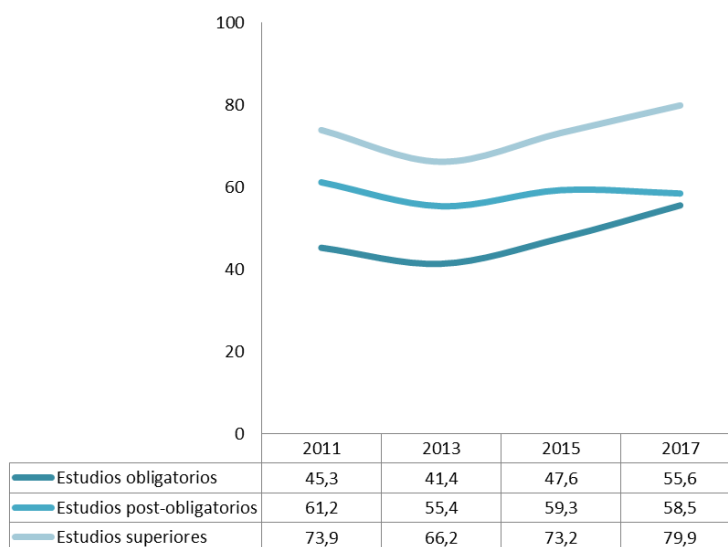 100
80
60
40
20
0
2011 2013 2015 2017
Estudios obligatorios 45,3 41,4 47,6 55,6
Estudios post-obligatorios 61,2 55,4 59,3 58,5
Estudios superiores 73,9 66,2 73,2 79,9